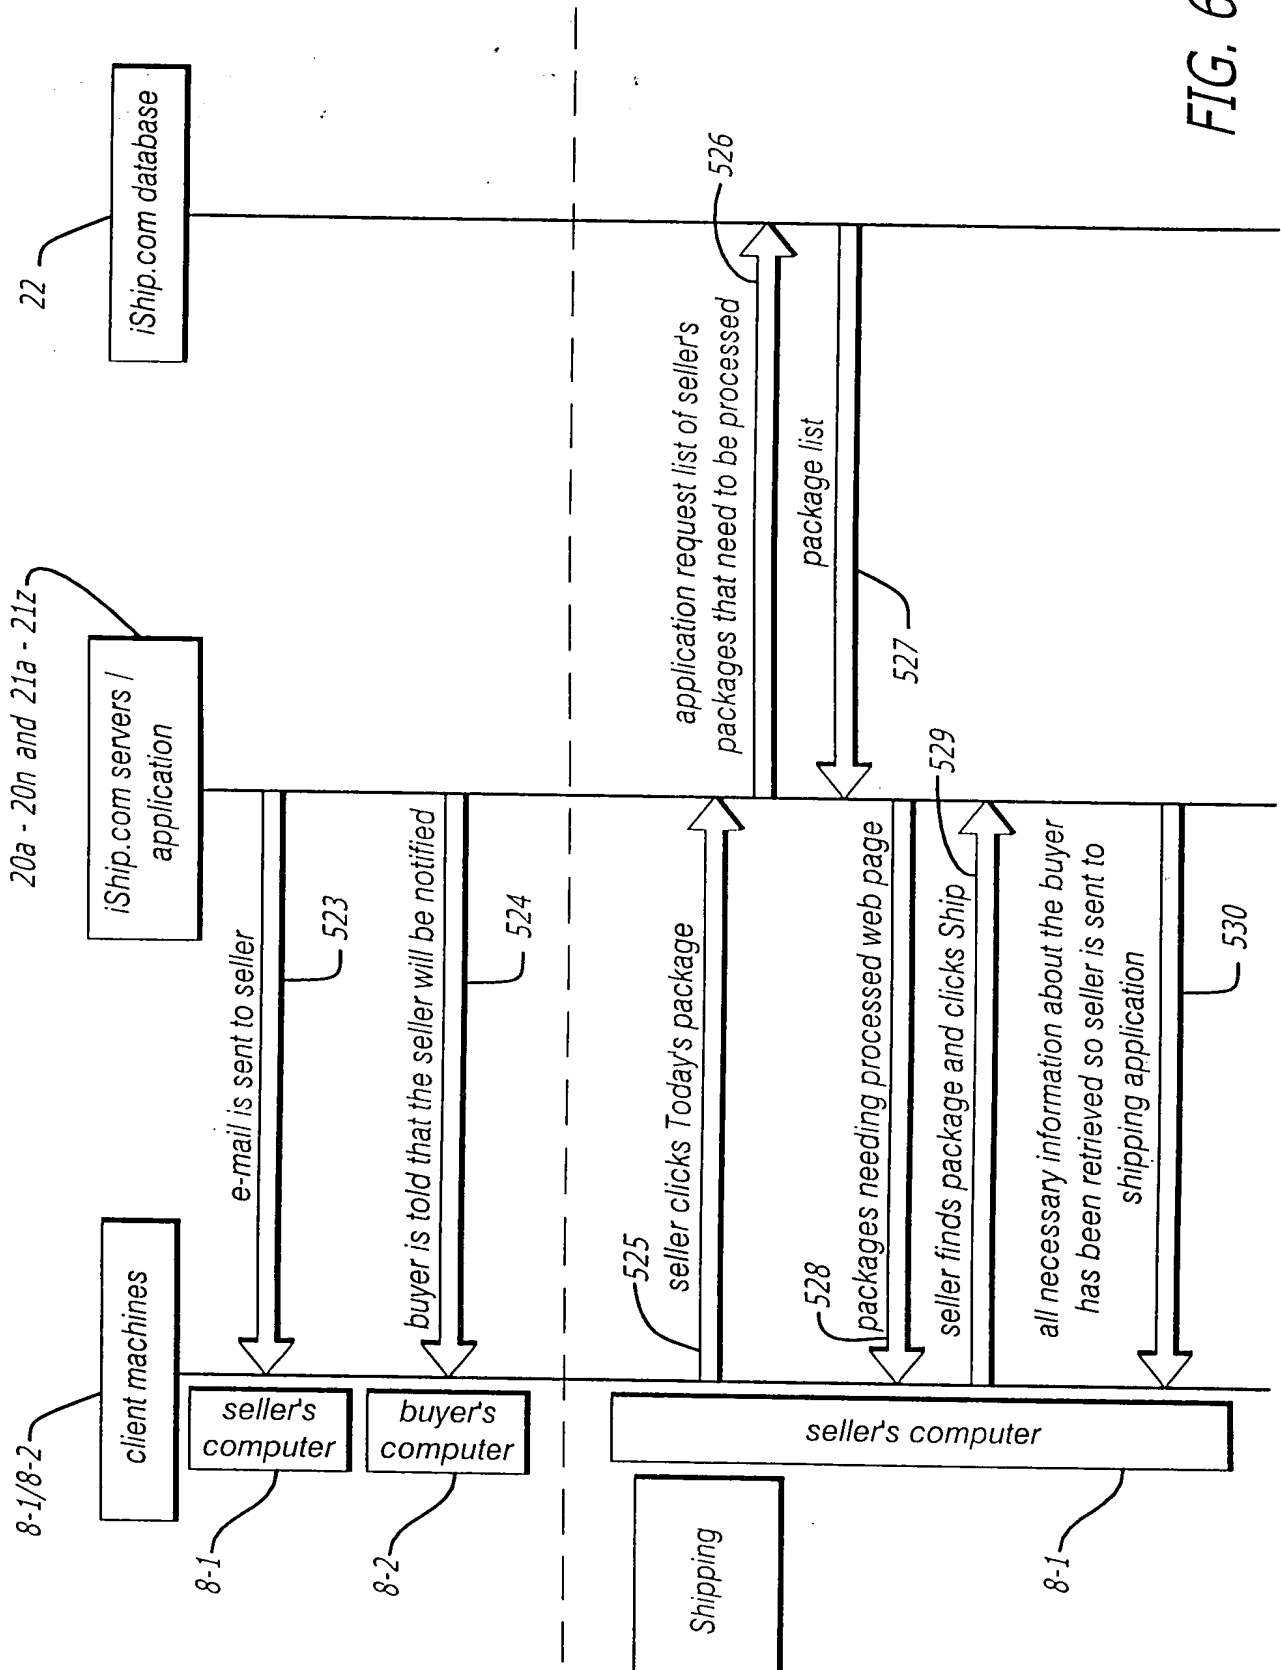 8-1/8-2
client machines
20a - 20n and 21a - 21z
iShip.com servers /
application
22
iShip.com database
8-1
seller's
computer
e-mail is sent to seller
523
8-2
buyer's
computer
buyer is told that the seller will be notified
524
Shipping
525
seller clicks Today's package
application request list of seller's
packages that need to be processed
526
package list
527
528
packages needing processed web page
seller's computer
seller finds package and clicks Ship
529
8-1
all necessary information about the buyer
has been retrieved so seller is sent to
shipping application
530
FIG. 6